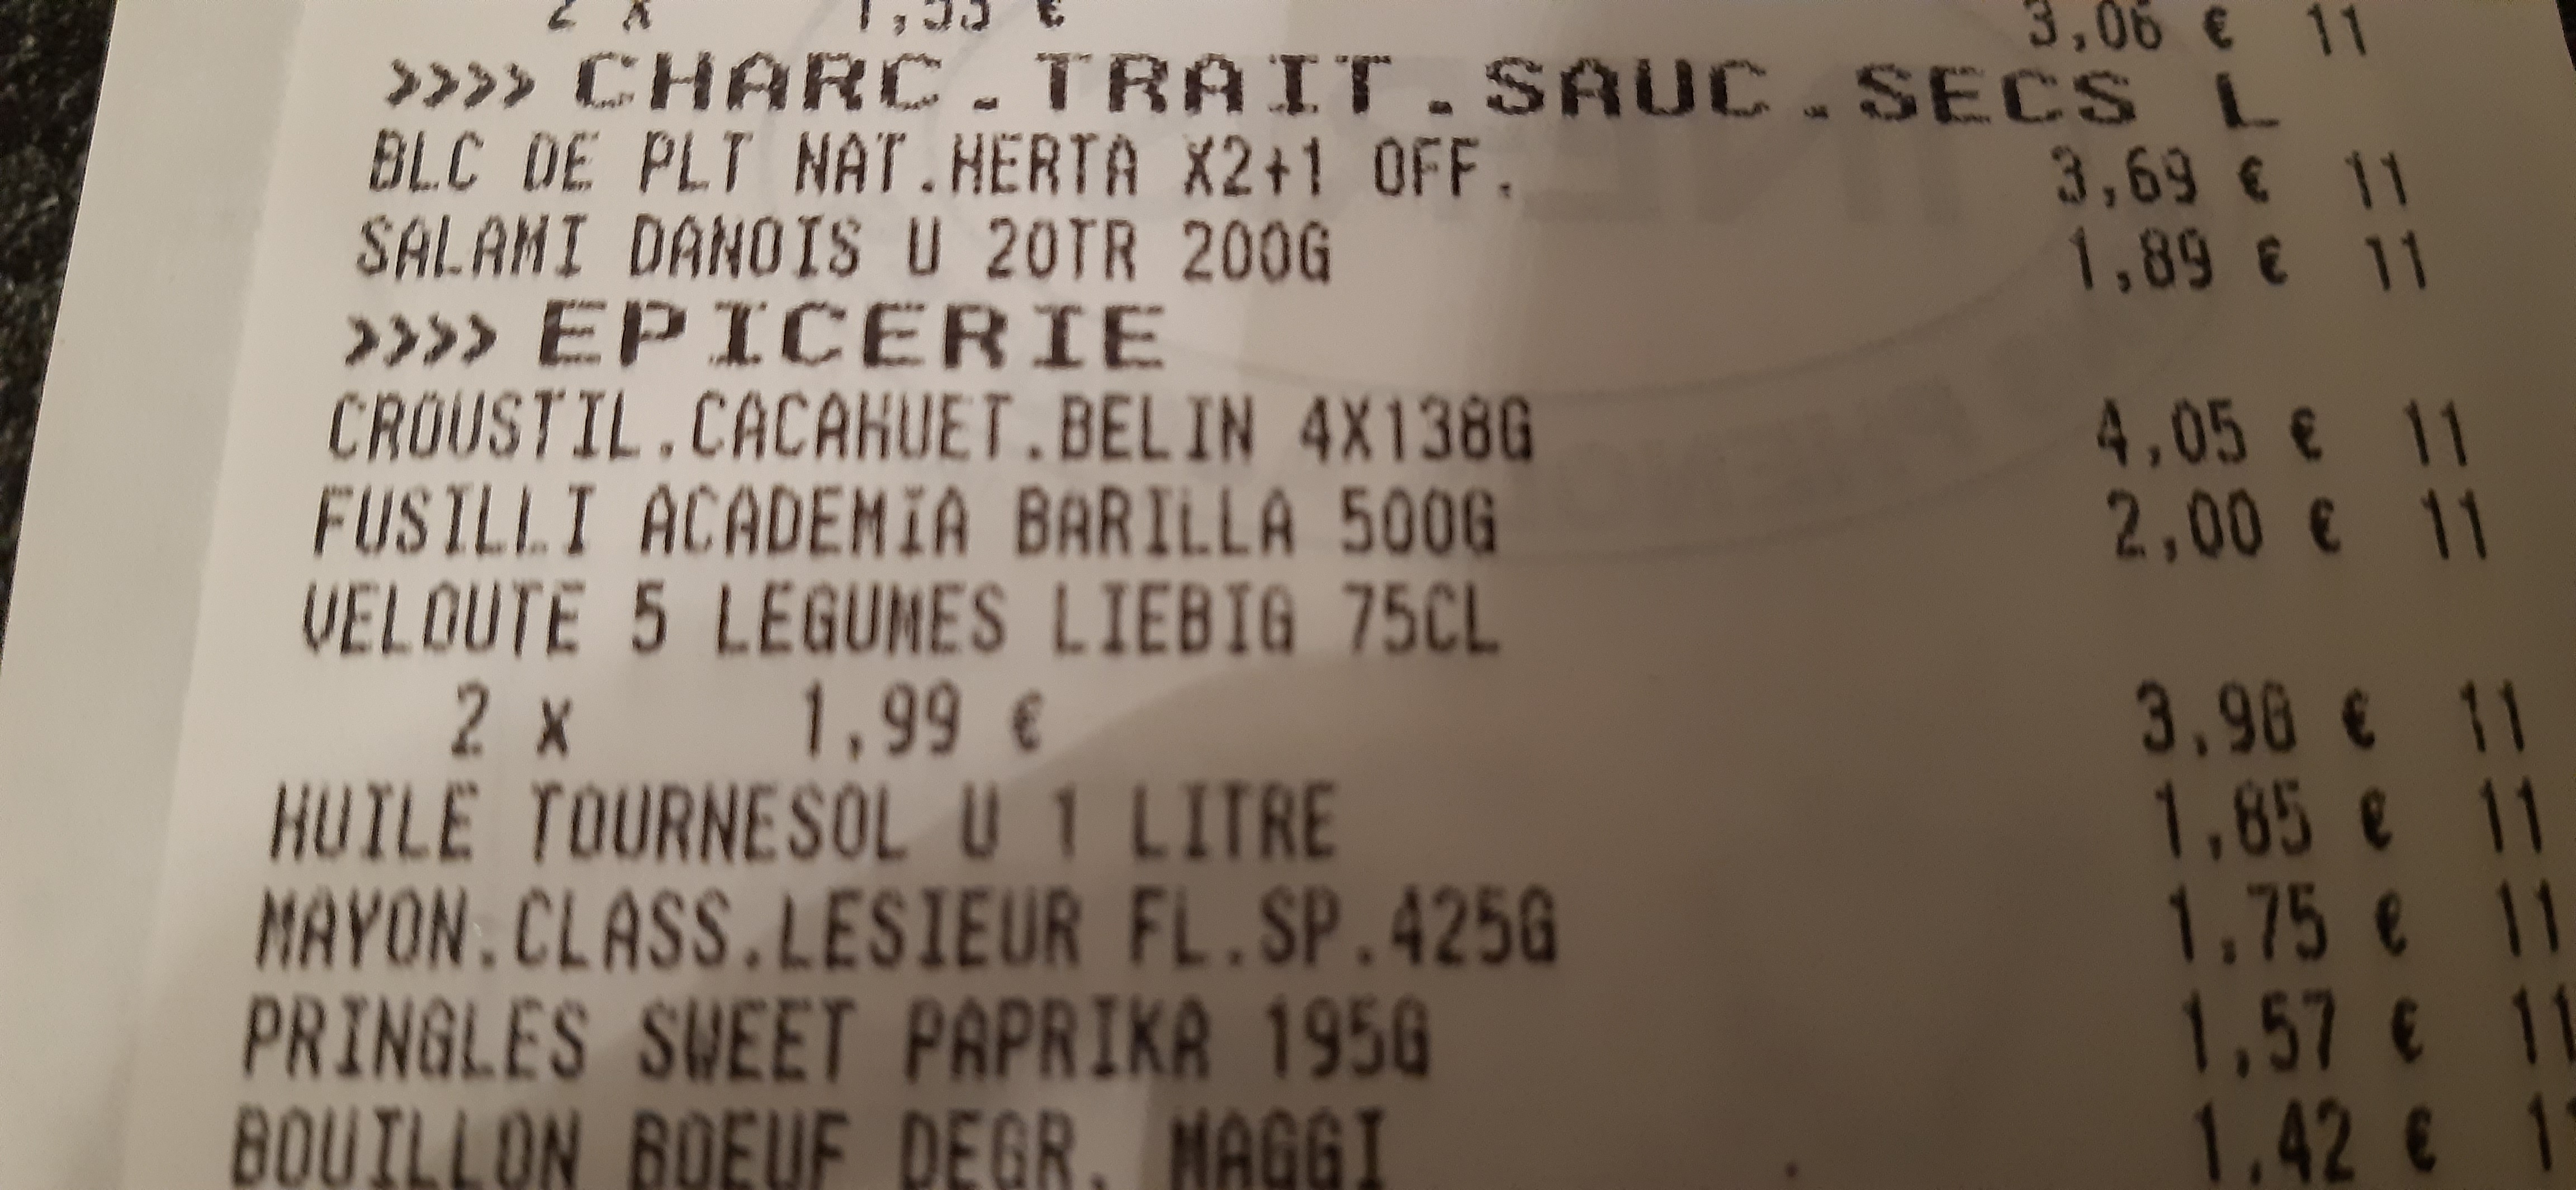 2 x 1,53 € 3,06 € 11
>>>> CHARC.TRAIT.SAUC.SECS L
BLC DE PLT NAT.HERTA X2+1 OFF. 3,69 € 11
SALAMI DANOIS U 20TR 200G 1,89 € 11
>>>> EPICERIE
CROUSTIL.CACAHUET.BELIN 4X138G 4,05 € 11
FUSILLI ACADEMIA BARILLA 500G 2,00 € 11
VELOUTE 5 LEGUMES LIEBIG 75CL
2 x 1,99 € 3,98 € 11
HUILE TOURNESOL U 1 LITRE 1,85 € 11
MAYON.CLASS.LESIEUR FL.SP.425G 1,75 € 11
PRINGLES SWEET PAPRIKA 195G 1,57 € 11
BOUILLON BOEUF DEGR. MAGGI 1,42 €